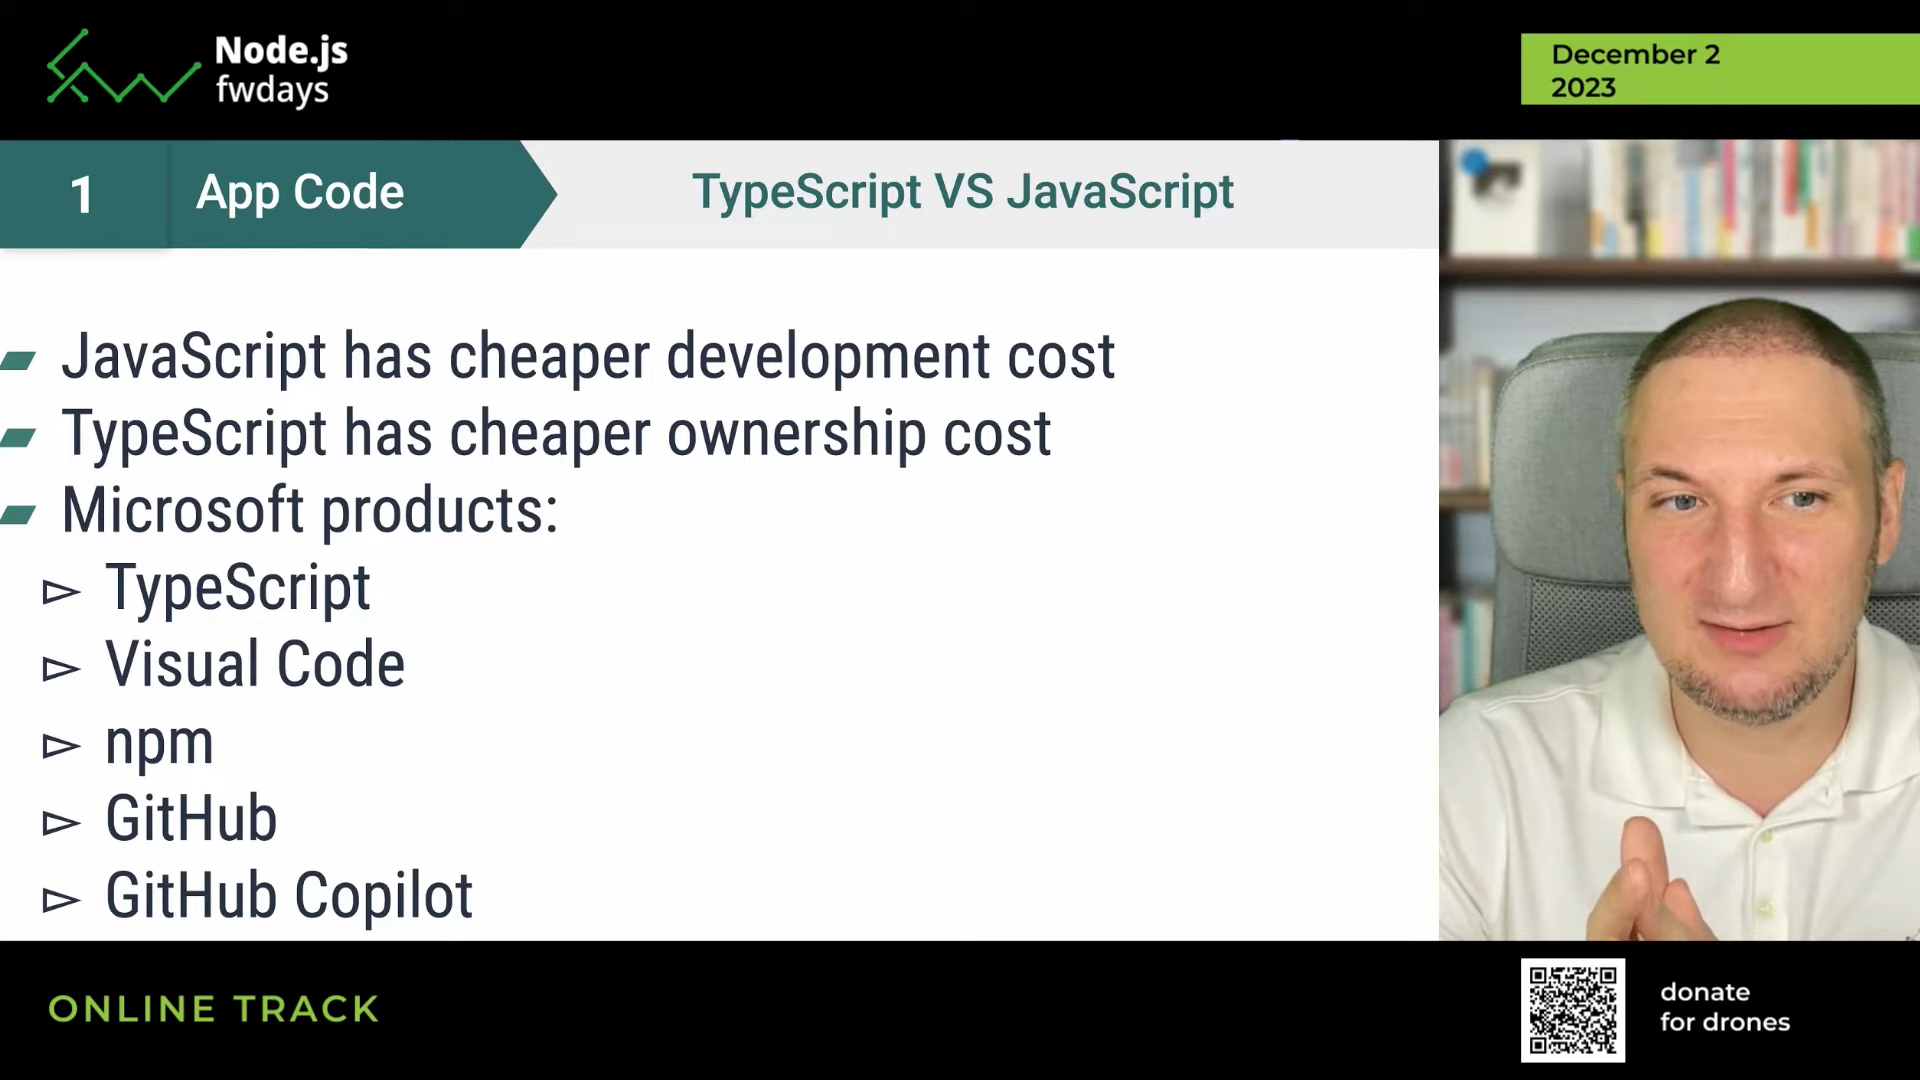 Node.js
fwdays
December 2
2023
1
App Code
TypeScript VS JavaScript
JavaScript has cheaper development cost
TypeScript has cheaper ownership cost
Microsoft products:
TypeScript
Visual Code
npm
GitHub
GitHub Copilot
ONLINE TRACK
donate
for drones